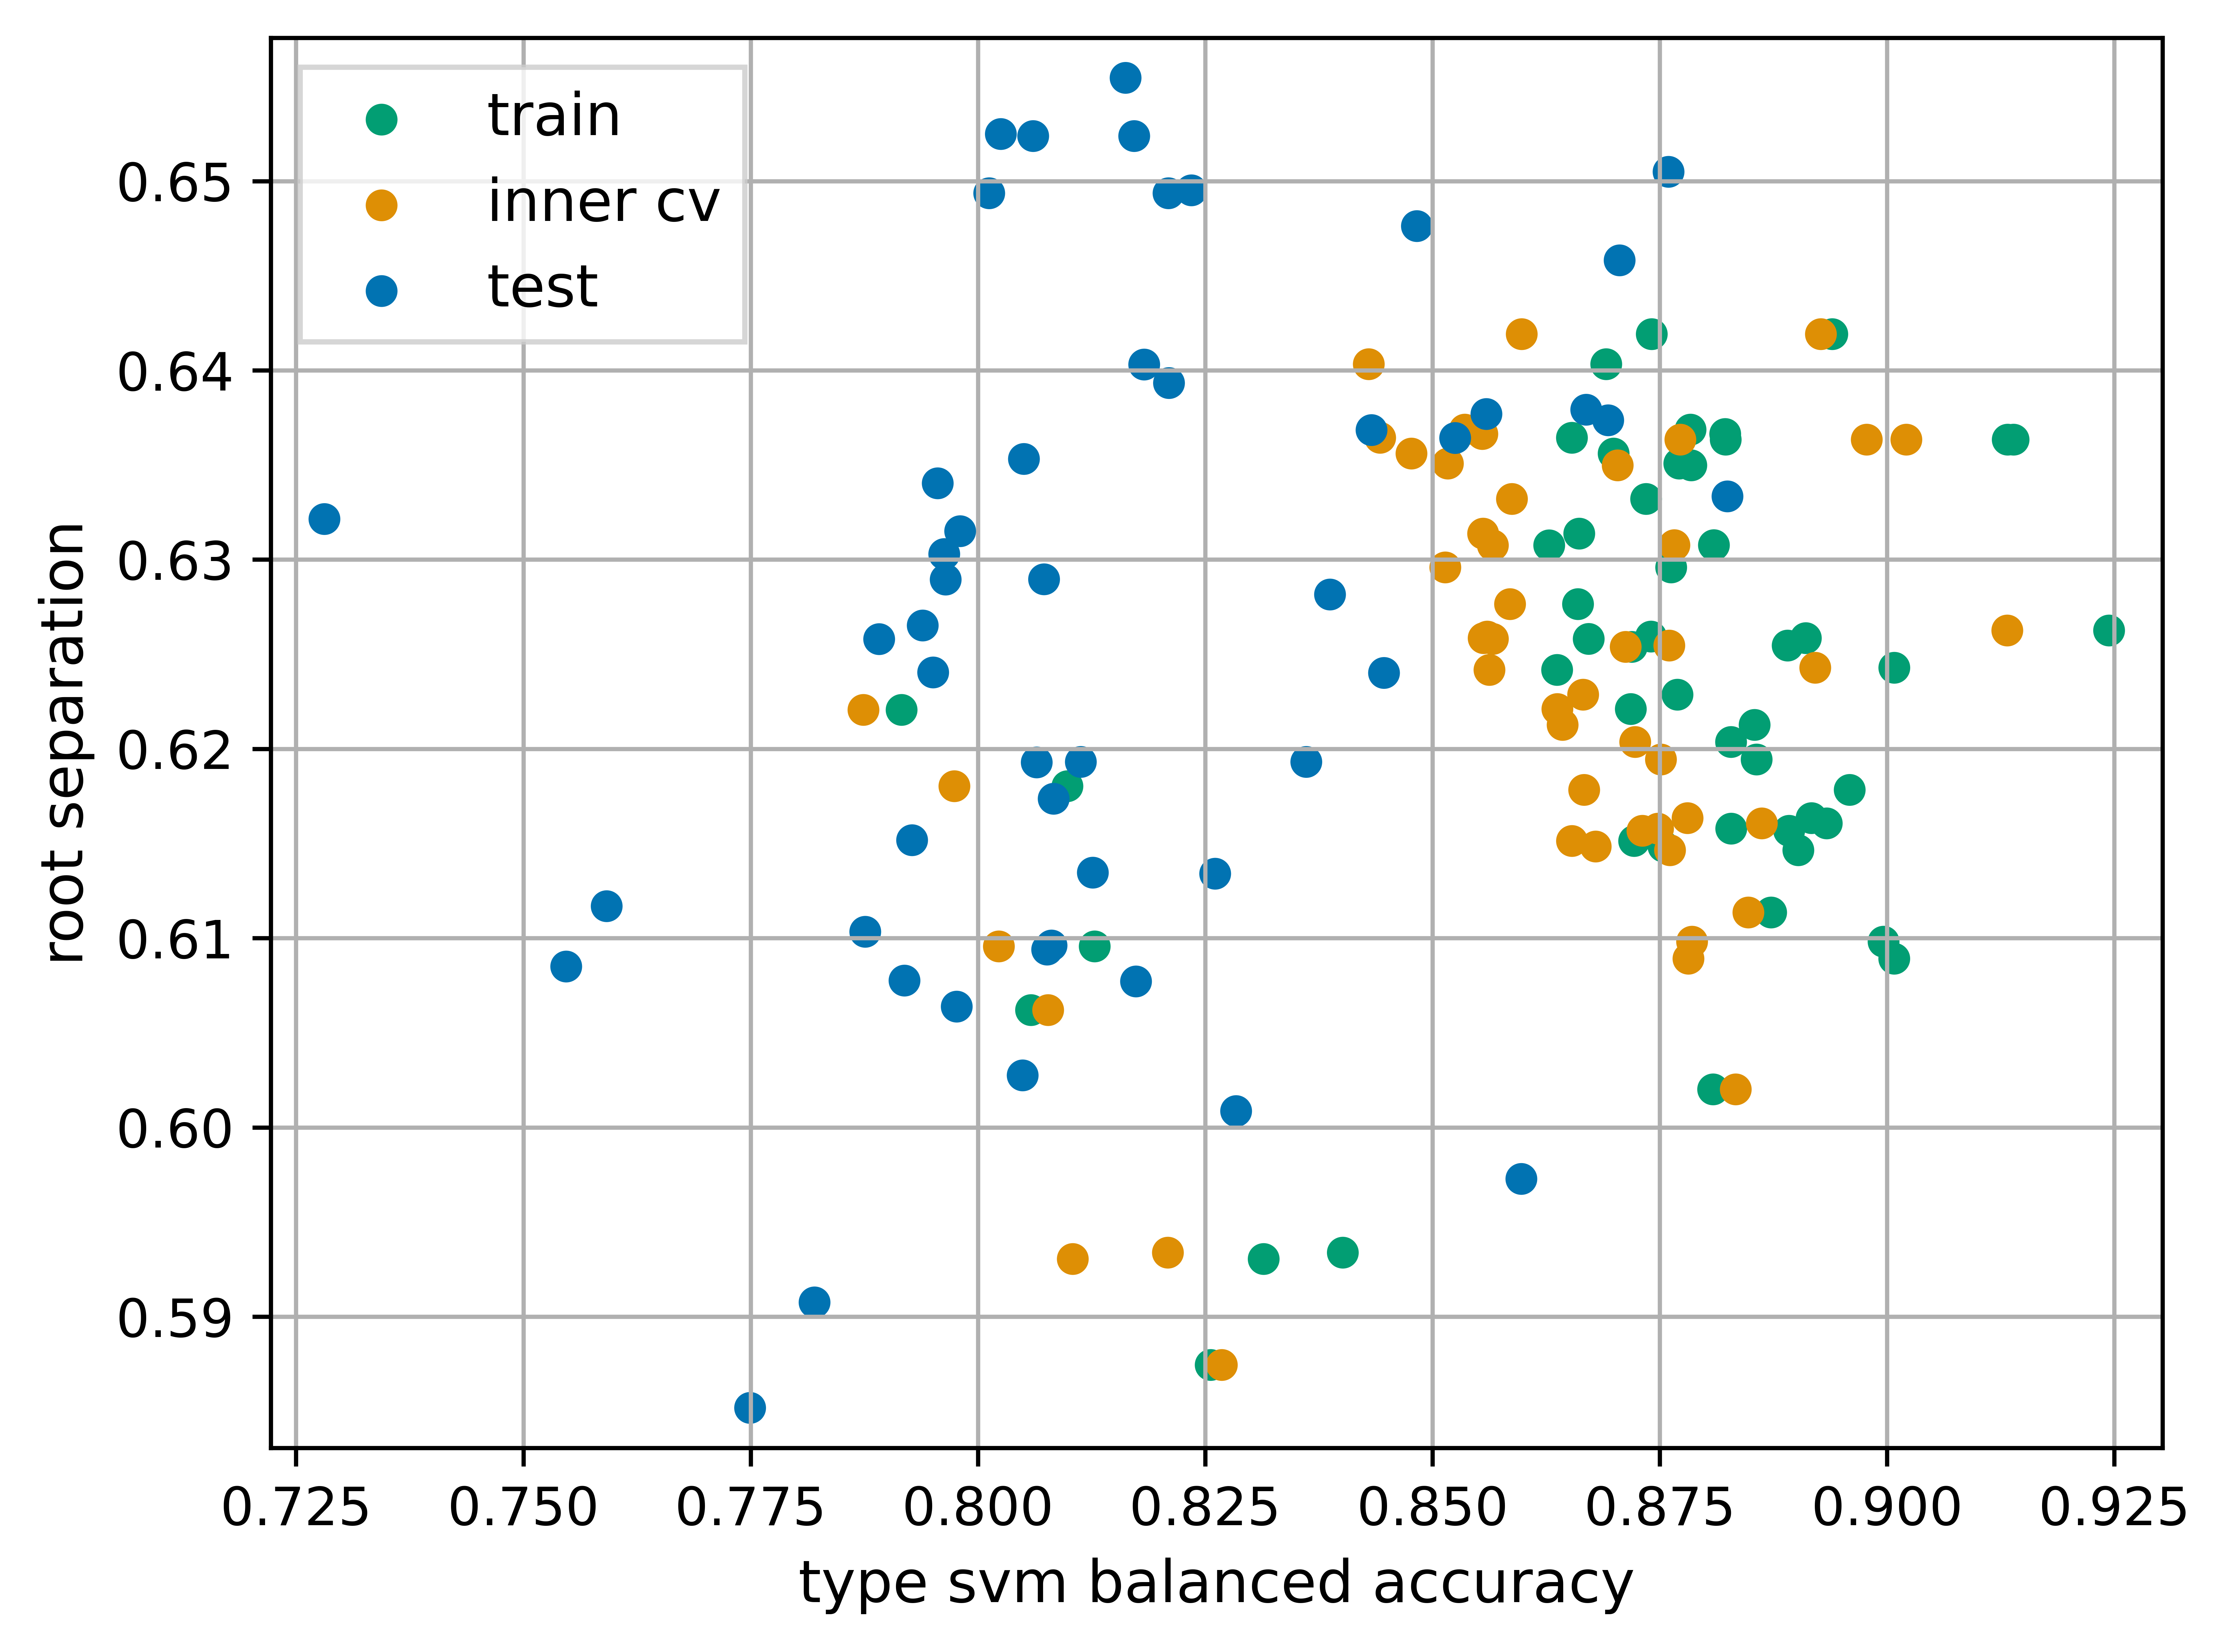 train
inner cv
test
0.65
0.64
0.63
0.62
0.61
0.60
0.59
root separation
0.725 0.750 0.775 0.800 0.825 0.850 0.875 0.900 0.925
type svm balanced accuracy